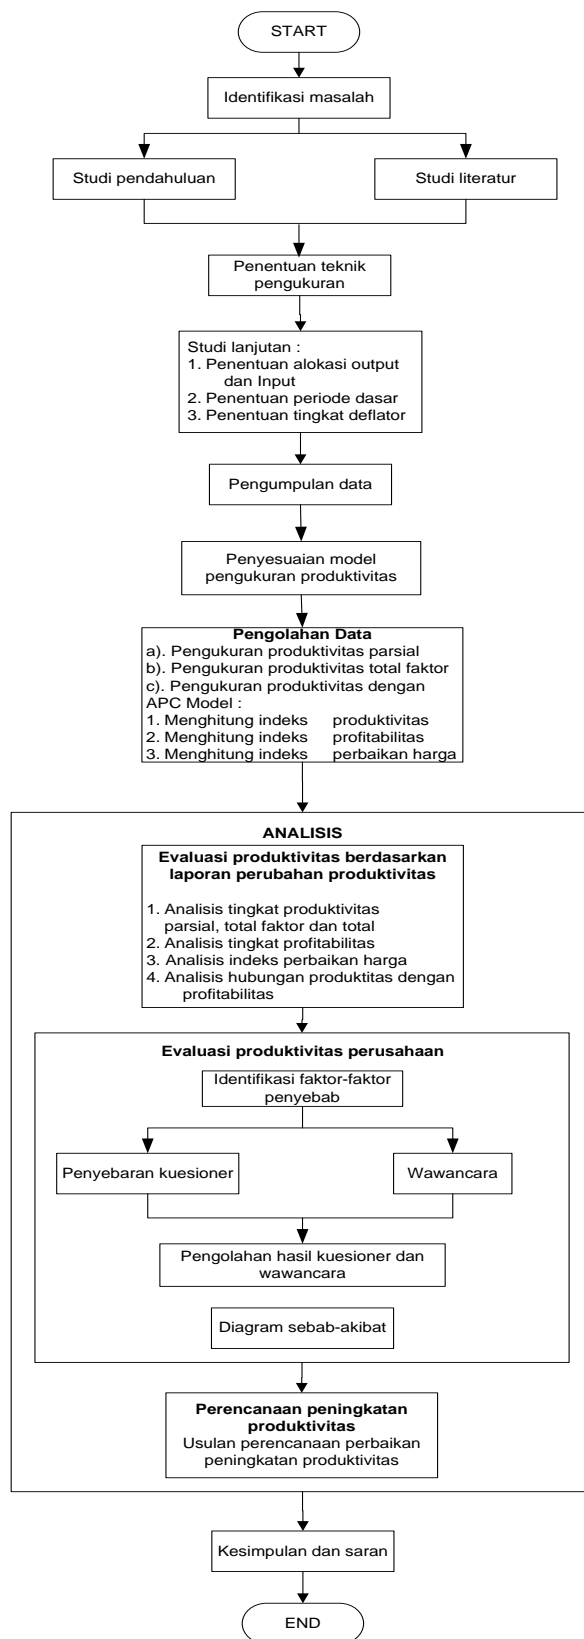 START
Identifikasi masalah
Studi pendahuluan
Studi literatur
Penentuan teknik
pengukuran
Studi lanjutan :
1. Penentuan alokasi output
dan Input
2. Penentuan periode dasar
3. Penentuan tingkat deflator
Pengumpulan data
Penyesuaian model
pengukuran produktivitas
Pengolahan Data
a). Pengukuran produktivitas parsial
b). Pengukuran produktivitas total faktor
c). Pengukuran produktivitas dengan
APC Model :
1. Menghitung indeks produktivitas
2. Menghitung indeks profitabilitas
3. Menghitung indeks perbaikan harga
ANALISIS
Evaluasi produktivitas berdasarkan
laporan perubahan produktivitas
1. Analisis tingkat produktivitas
parsial, total faktor dan total
2. Analisis tingkat profitabilitas
3. Analisis indeks perbaikan harga
4. Analisis hubungan produktitas dengan
profitabilitas
Evaluasi produktivitas perusahaan
Identifikasi faktor-faktor
penyebab
Penyebaran kuesioner
Wawancara
Pengolahan hasil kuesioner dan
wawancara
Diagram sebab-akibat
Perencanaan peningkatan
produktivitas
Usulan perencanaan perbaikan
peningkatan produktivitas
Kesimpulan dan saran
END